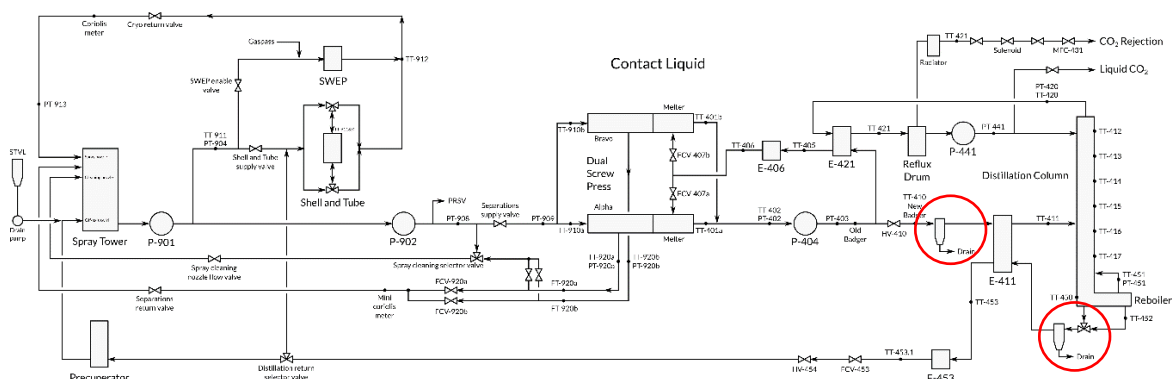 Coriolis meter
Cryo return valve
TT-912
Gaspass
SWEP
SWEP enable valve
PT 913
STVL
Drain pump
Spray Tower
P-901
TT 911
PT-904
Shell and Tube supply valve
Shell and Tube
P-902
PRSV
PT-908
Separations supply valve
PT-909
Spray cleaning selector valve
Spray cleaning nozzle flow valve
Separations return valve
Mini coriolis meter
FCV-920a
FCV-920b
FT-920a
FT 920b
Precuperator
Distillation return selector valve
Contact Liquid
TT-910b
Bravo
Melter
TT 401b
Dual Screw Press
FCV 407b
FCV 407a
Alpha
TT-910a
Melter
TT-401a
TT-920a
PT-920a
TT-920b
PT-920b
TT-406
E-406
TT-405
E-421
TT-421
Reflux Drum
P-441
PT 441
TT-402
PT-402
P-404
PT-403
Old Badger
HV-410
TT-410
New Badger
Drain
E-411
TT-411
TT-421
Radiator
Solenoid
MFC-431
CO₂ Rejection
Liquid CO₂
PT-420
TT-420
Distillation Column
TT-412
TT-413
TT-414
TT-415
TT-416
TT-417
TT-451
PT-451
Reboiler
TT-450
TT-452
Drain
TT-453
E-453
TT-453.1
FCV-453
HV-454